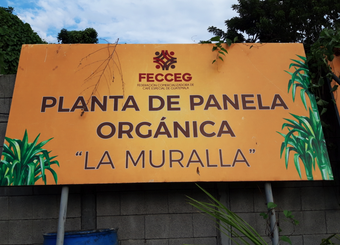 FECCEG
PLANTA DE PANELA
ORGÁNICA
"LA MURALLA"